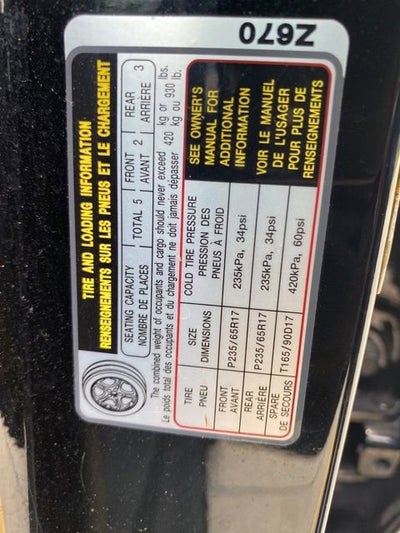 TIRE AND LOADING INFORMATION
RENSEIGNEMENTS SUR LES PNEUS ET LE CHARGEMENT
SEATING CAPACITY
NOMBRE DE PLACES
TOTAL 5
FRONT
AVANT 2
REAR
ARRIÈRE 3
The combined weight of occupants and cargo should never exceed 420 kg or 930 lbs.
Le poids total des occupants et du chargement ne doit jamais dépasser 420 kg ou 930 lb.
TIRE
PNEU
SIZE
DIMENSIONS
COLD TIRE PRESSURE
PRESSION DES
PNEUS À FROID
FRONT
AVANT
P235/65R17
235kPa, 34psi
REAR
ARRIÈRE
P235/65R17
235kPa, 34psi
SPARE
DE SECOURS
T165/90D17
420kPa, 60psi
SEE OWNER'S
MANUAL FOR
ADDITIONAL
INFORMATION
VOIR LE MANUEL
DE L'USAGER
POUR PLUS DE
RENSEIGNEMENTS
Z670